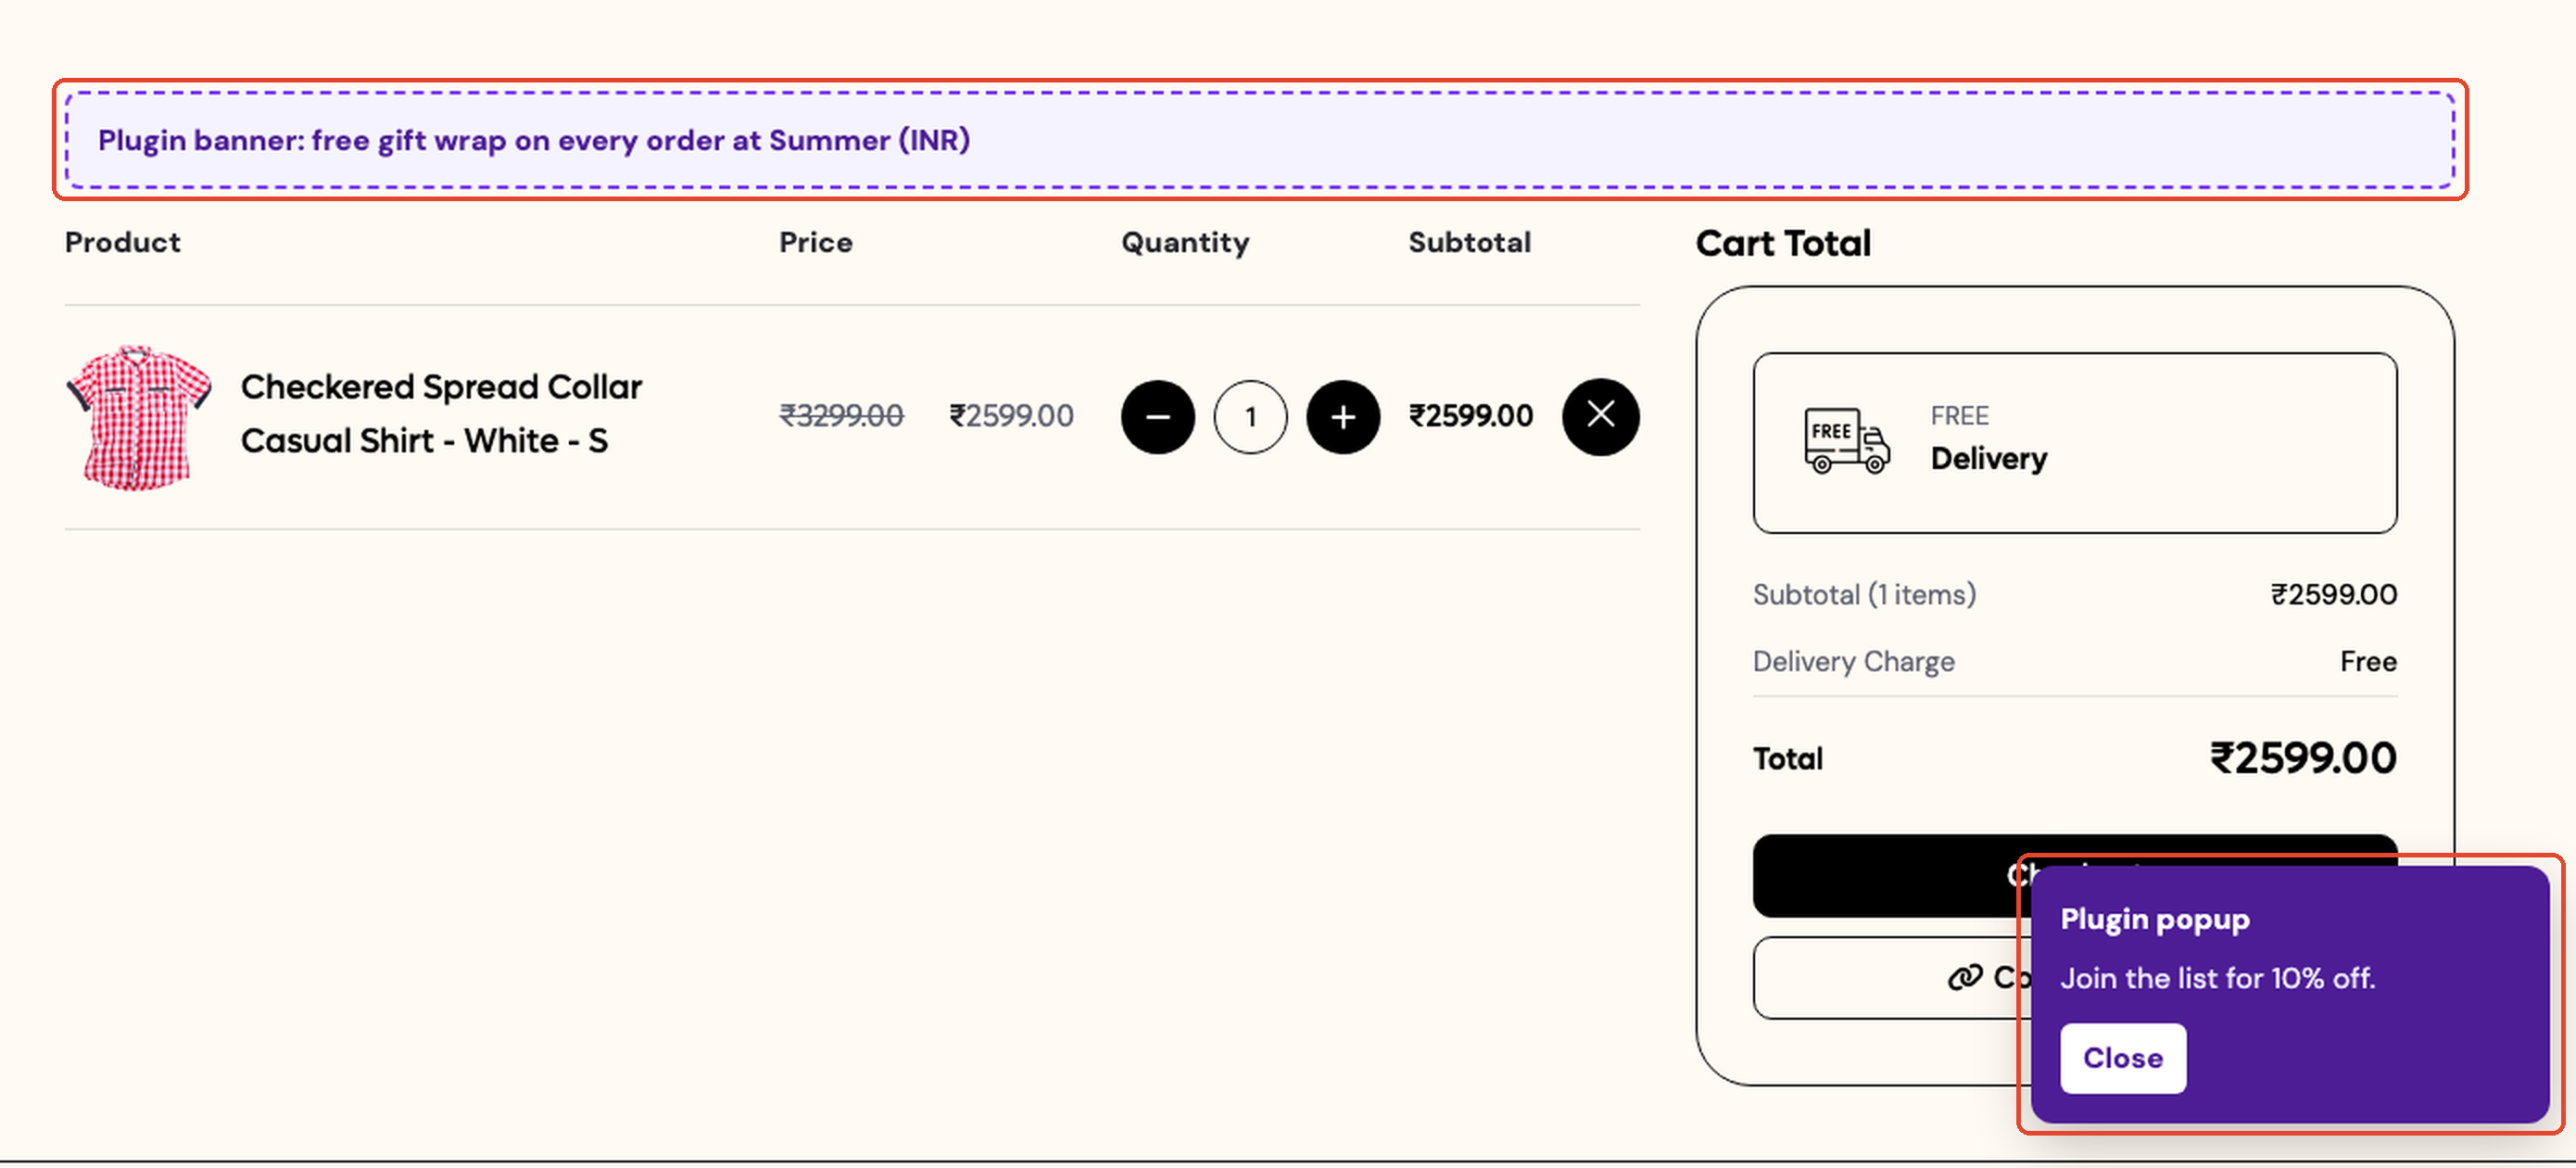 Plugin banner: free gift wrap on every order at Summer (INR)
Product Price Quantity Subtotal
Checkered Spread Collar
Casual Shirt - White - S
₹3299.00 ₹2599.00 1 ₹2599.00
Cart Total
FREE
FREE
Delivery
Subtotal (1 items) ₹2599.00
Delivery Charge Free
Total ₹2599.00
Plugin popup
Join the list for 10% off.
Close